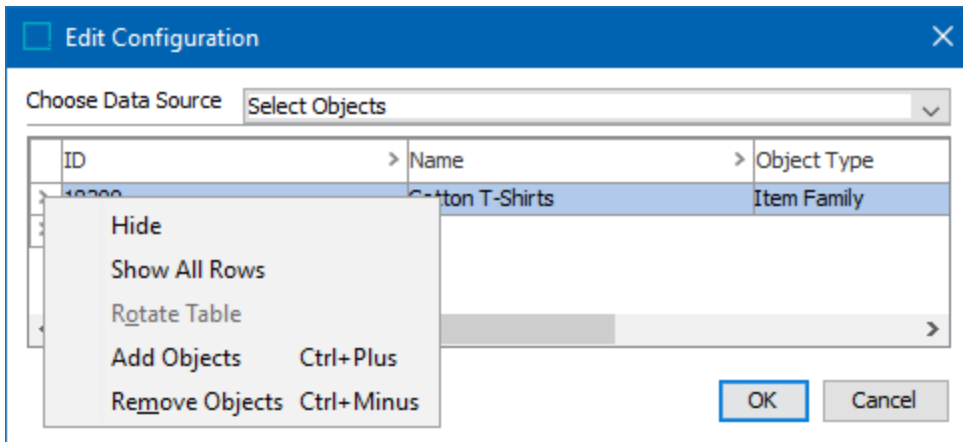 Edit Configuration
Choose Data Source Select Objects
ID > Name > Object Type
Cotton T-Shirts Item Family
Hide
Show All Rows
Rotate Table
Add Objects Ctrl+Plus
Remove Objects Ctrl+Minus
OK Cancel